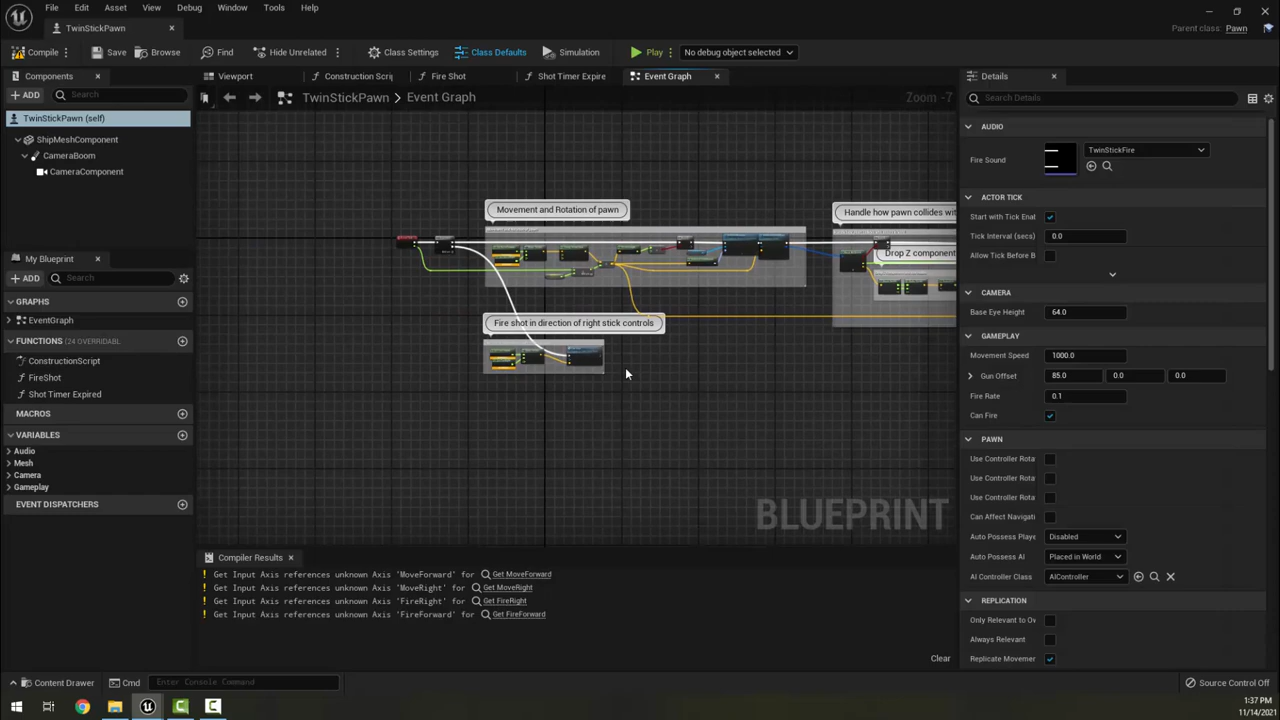 File Edit Asset View Debug Window Tools Help
TwinStickPawn
Parent class: Pawn
Compile Save Browse Find Hide Unrelated Class Settings Class Defaults Simulation Play No debug object selected
Components
ADD Search
TwinStickPawn (self)
ShipMeshComponent
CameraBoom
CameraComponent
My Blueprint
ADD Search
GRAPHS
EventGraph
FUNCTIONS (24 OVERRIDABL
ConstructionScript
FireShot
Shot Timer Expired
MACROS
VARIABLES
Audio
Mesh
Camera
Gameplay
EVENT DISPATCHERS
Viewport Construction Scrip Fire Shot Shot Timer Expire Event Graph
TwinStickPawn > Event Graph
Zoom -7
Movement and Rotation of pawn
Handle how pawn collides wit
Drop Z component
Fire shot in direction of right stick controls
BLUEPRINT
Compiler Results
! Get Input Axis references unknown Axis 'MoveForward' for Get MoveForward
! Get Input Axis references unknown Axis 'MoveRight' for Get MoveRight
! Get Input Axis references unknown Axis 'FireRight' for Get FireRight
! Get Input Axis references unknown Axis 'FireForward' for Get FireForward
Clear
Details
Search Details
AUDIO
Fire Sound TwinStickFire
ACTOR TICK
Start with Tick Enat
Tick Interval (secs) 0.0
Allow Tick Before B
CAMERA
Base Eye Height 64.0
GAMEPLAY
Movement Speed 1000.0
Gun Offset 85.0 0.0 0.0
Fire Rate 0.1
Can Fire
PAWN
Use Controller Rota
Use Controller Rota
Use Controller Rota
Can Affect Navigati
Auto Possess Playe Disabled
Auto Possess AI Placed in World
AI Controller Class AIController
REPLICATION
Only Relevant to Ov
Always Relevant
Replicate Movemer
Content Drawer Cmd Enter Console Command
Source Control Off
1:37 PM
11/14/2021